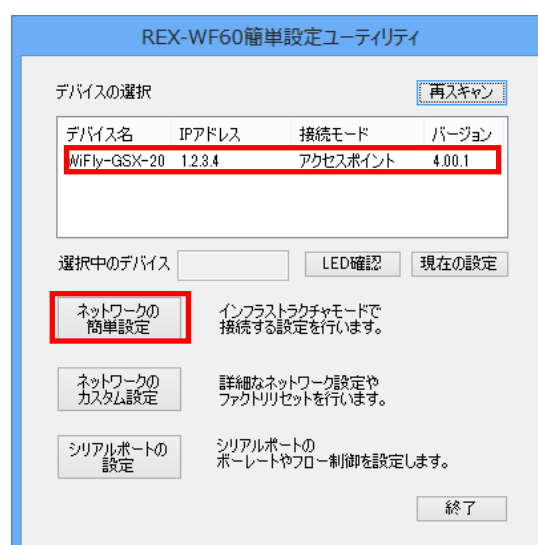 REX-WF60簡単設定ユーティリティ
デバイスの選択
再スキャン
デバイス名 IPアドレス 接続モード バージョン
WiFly-GSX-20 1.2.3.4 アクセスポイント 4.00.1
選択中のデバイス LED確認 現在の設定
ネットワークの
簡単設定
インフラストラクチャモードで
接続する設定を行います。
ネットワークの
カスタム設定
詳細なネットワーク設定や
ファクトリリセットを行います。
シリアルポートの
設定
シリアルポートの
ボーレートやフロー制御を設定します。
終了